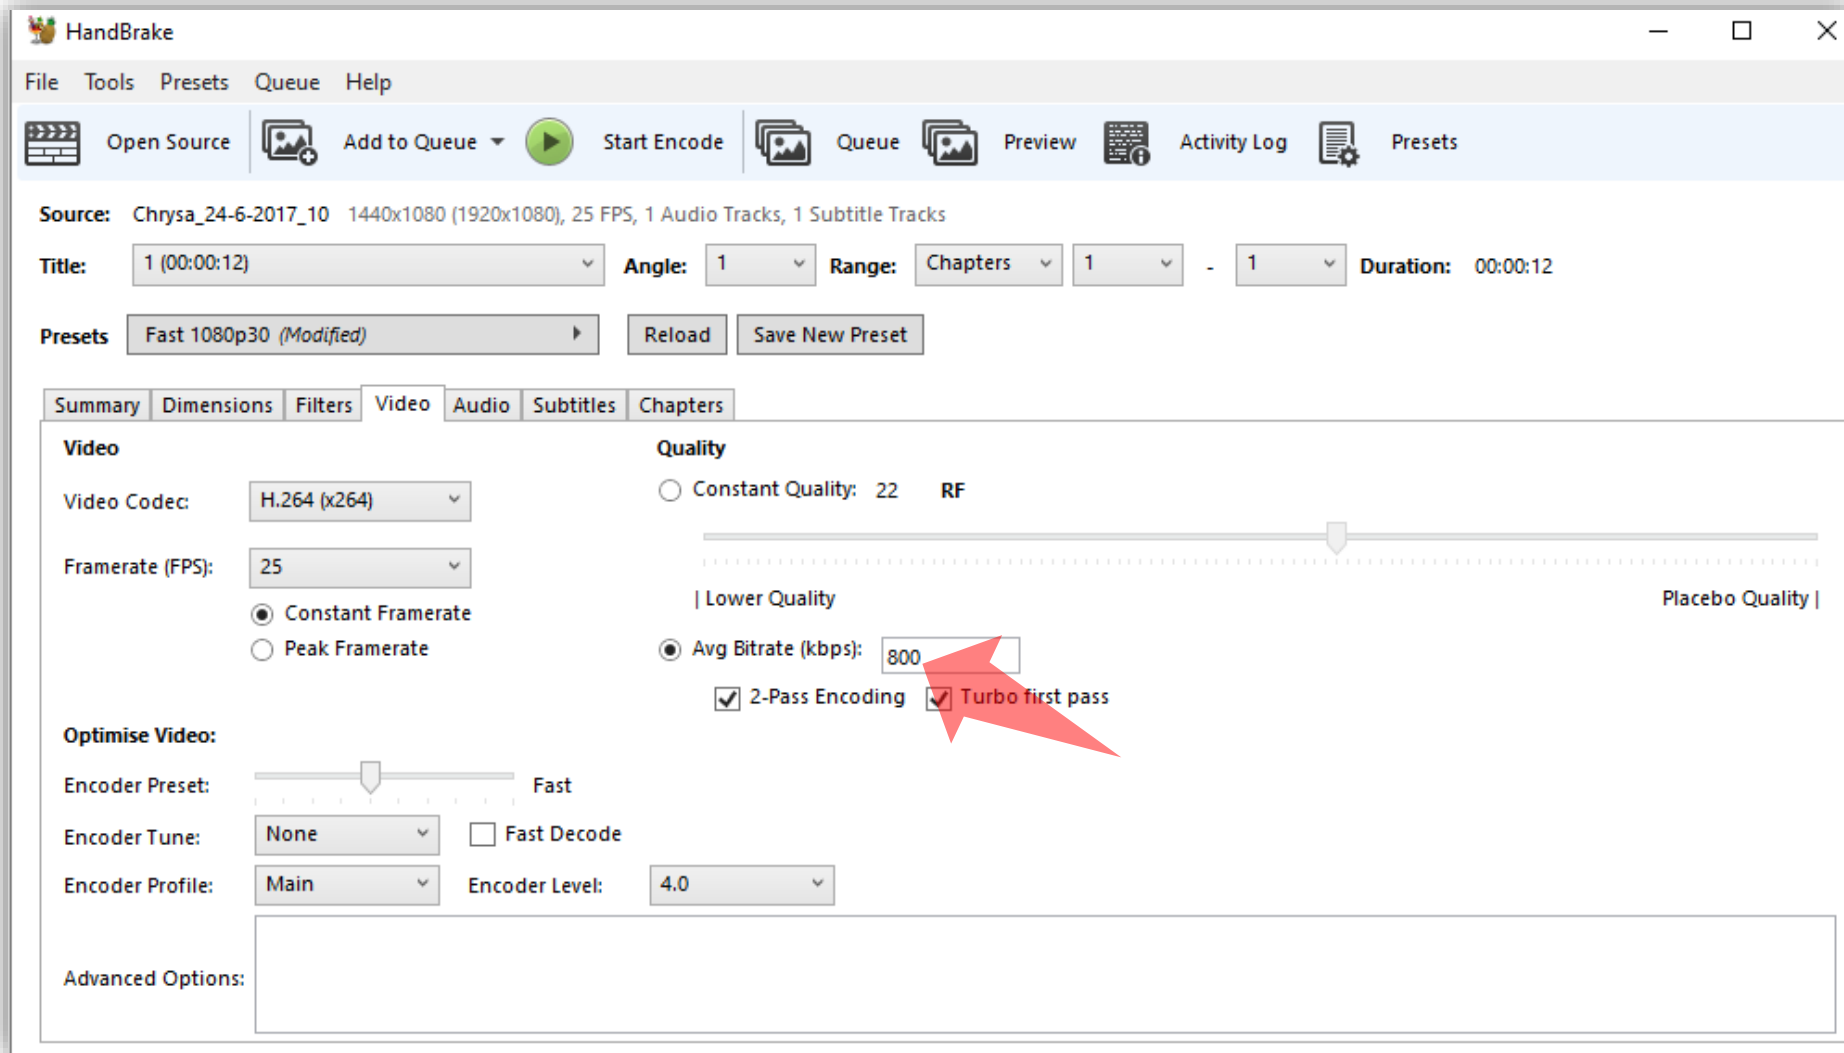 HandBrake
File Tools Presets Queue Help
Open Source Add to Queue Start Encode Queue Preview Activity Log Presets
Source: Chrysa_24-6-2017_10 1440x1080 (1920x1080), 25 FPS, 1 Audio Tracks, 1 Subtitle Tracks
Title: 1 (00:00:12) Angle: 1 Range: Chapters 1 - 1 Duration: 00:00:12
Presets Fast 1080p30 (Modified) Reload Save New Preset
Summary Dimensions Filters Video Audio Subtitles Chapters
Video Quality
Video Codec: H.264 (x264) Constant Quality: 22 RF
Framerate (FPS): 25
| Lower Quality Placebo Quality |
Constant Framerate
Peak Framerate Avg Bitrate (kbps): 800
2-Pass Encoding Turbo first pass
Optimise Video:
Encoder Preset: Fast
Encoder Tune: None Fast Decode
Encoder Profile: Main Encoder Level: 4.0
Advanced Options: